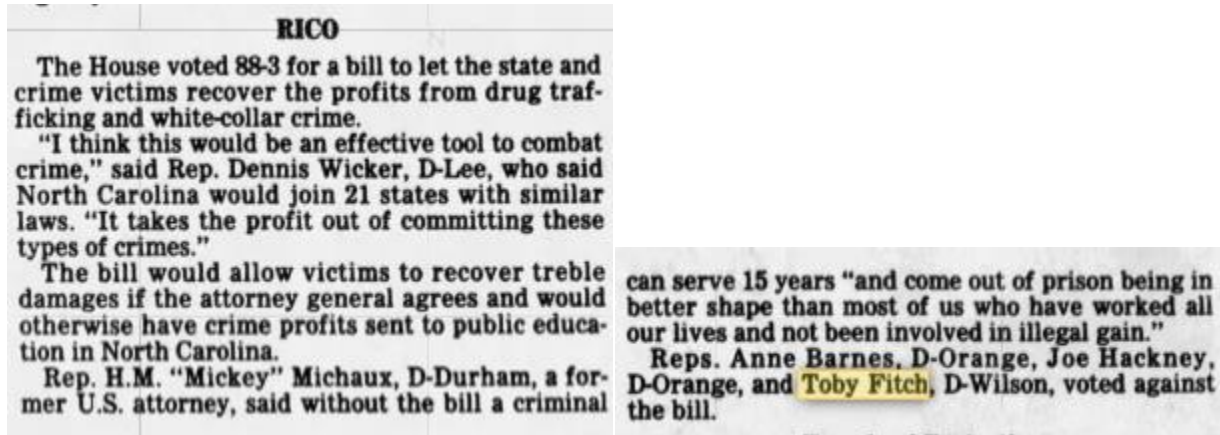 RICO
The House voted 88-3 for a bill to let the state and
crime victims recover the profits from drug traf-
ficking and white-collar crime.
"I think this would be an effective tool to combat
crime," said Rep. Dennis Wicker, D-Lee, who said
North Carolina would join 21 states with similar
laws. "It takes the profit out of committing these
types of crimes."
The bill would allow victims to recover treble
damages if the attorney general agrees and would
otherwise have crime profits sent to public educa-
tion in North Carolina.
Rep. H.M. "Mickey" Michaux, D-Durham, a for-
mer U.S. attorney, said without the bill a criminal
can serve 15 years "and come out of prison being in
better shape than most of us who have worked all
our lives and not been involved in illegal gain."
Reps. Anne Barnes, D-Orange, Joe Hackney,
D-Orange, and Toby Fitch, D-Wilson, voted against
the bill.